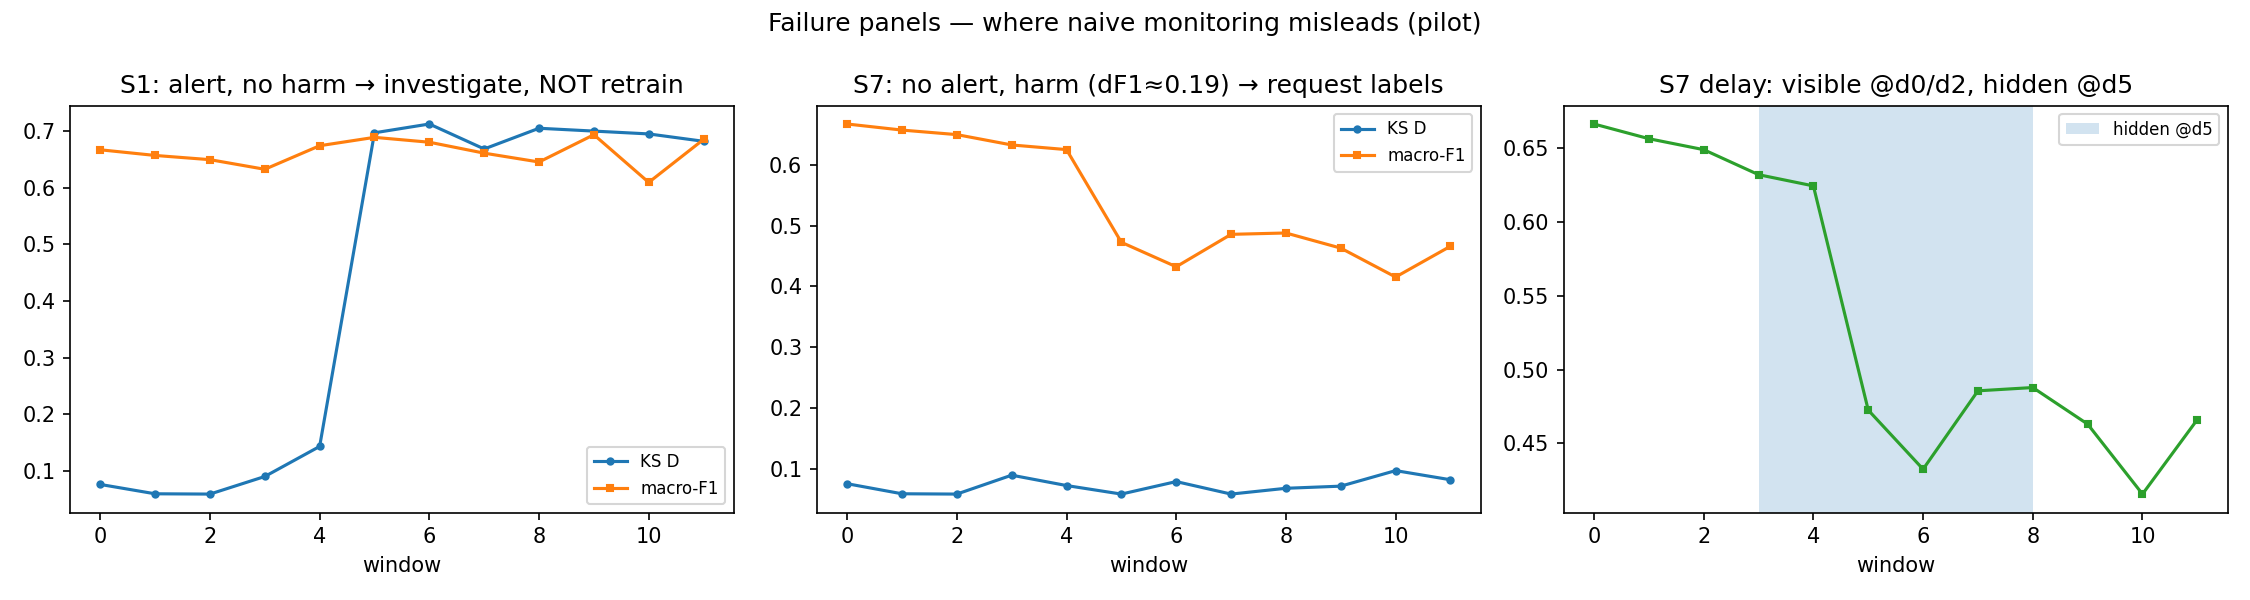 Failure panels — where naive monitoring misleads (pilot)
S1: alert, no harm → investigate, NOT retrain
0.7
0.6
0.5
0.4
0.3
0.2
0.1
KS D
macro-F1
0 2 4 6 8 10
window
S7: no alert, harm (dF1≈0.19) → request labels
KS D
macro-F1
0.6
0.5
0.4
0.3
0.2
0.1
0 2 4 6 8 10
window
S7 delay: visible @d0/d2, hidden @d5
hidden @d5
0.65
0.60
0.55
0.50
0.45
0 2 4 6 8 10
window